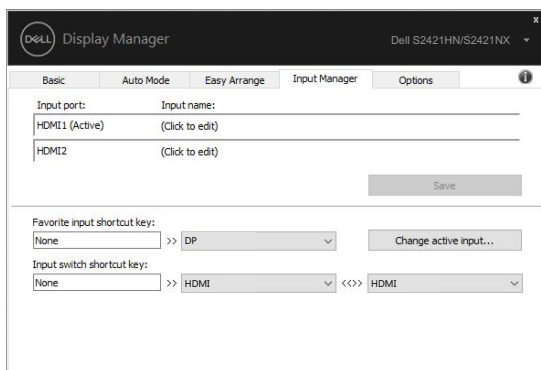 DELL Display Manager
Dell S2421HN/S2421NX
x
Basic Auto Mode Easy Arrange Input Manager Options i
Input port: Input name:
HDMI1 (Active) (Click to edit)
HDMI2 (Click to edit)
Save
Favorite input shortcut key:
None >> DP Change active input...
Input switch shortcut key:
None >> HDMI <<>> HDMI